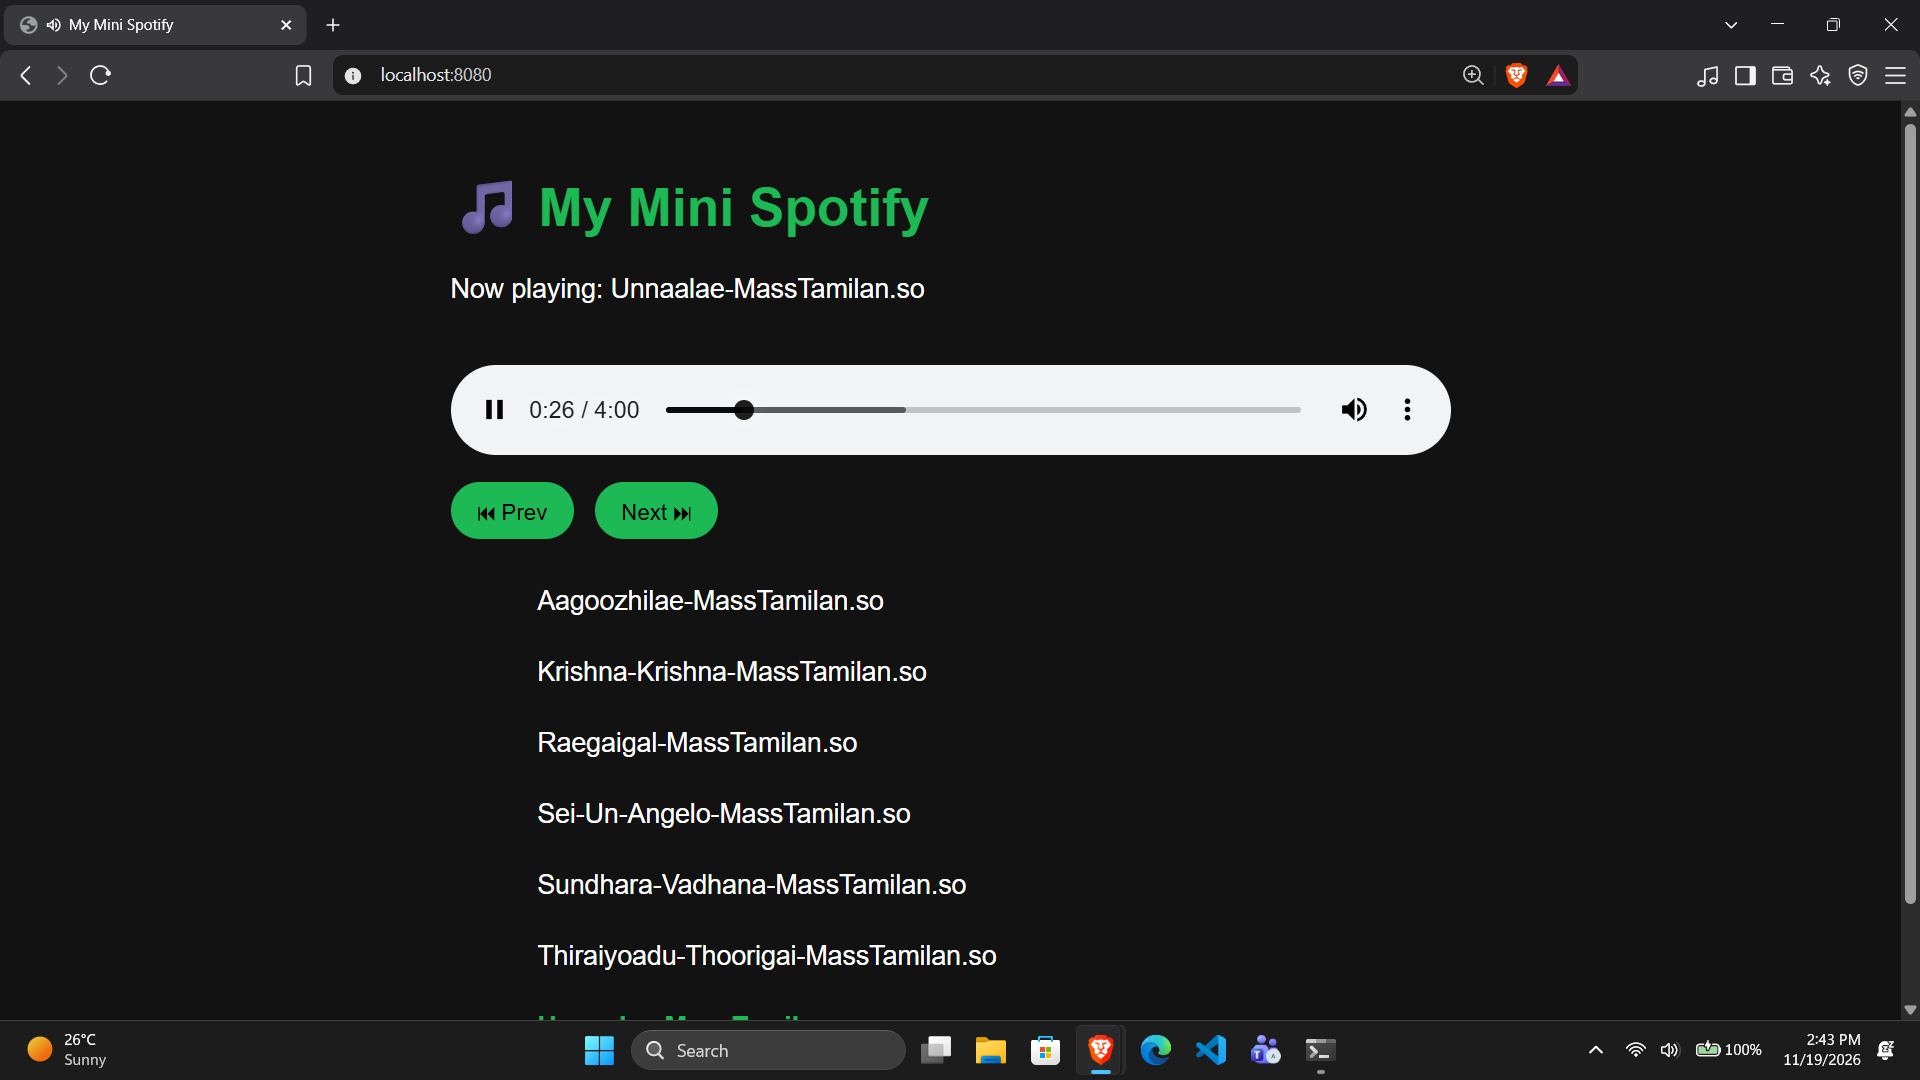 My Mini Spotify
localhost:8080
My Mini Spotify
Now playing: Unnaalae-MassTamilan.so
0:26 / 4:00
⏮ Prev
Next ⏭
Aagoozhilae-MassTamilan.so
Krishna-Krishna-MassTamilan.so
Raegaigal-MassTamilan.so
Sei-Un-Angelo-MassTamilan.so
Sundhara-Vadhana-MassTamilan.so
Thiraiyoadu-Thoorigai-MassTamilan.so
26°C
Sunny
Search
100%
2:43 PM
11/19/2026